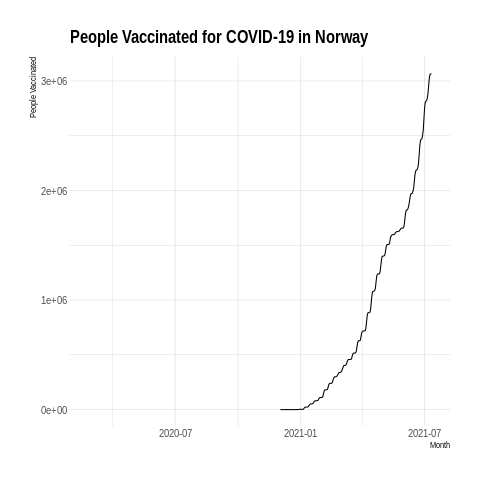 People Vaccinated for COVID-19 in Norway
People Vaccinated
3e+06
2e+06
1e+06
0e+00
2020-07
2021-01
2021-07
Month